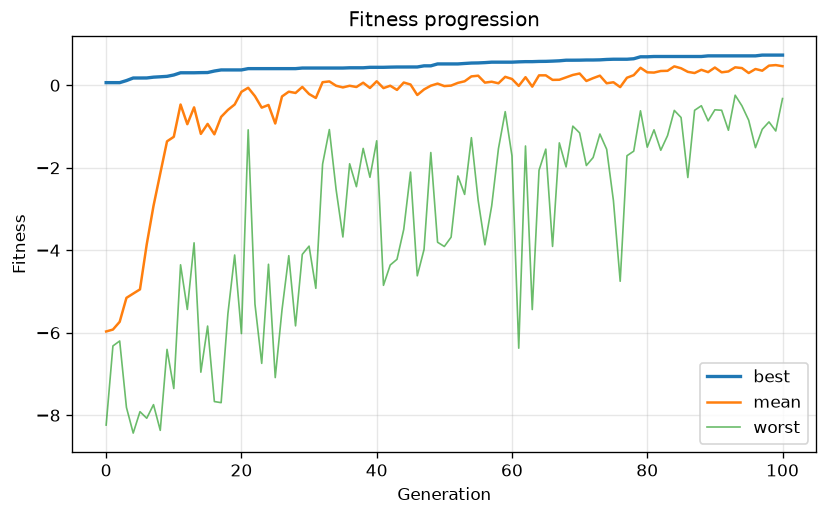 Fitness progression
Fitness
0
−2
−4
−6
−8
best
mean
worst
0 20 40 60 80 100
Generation